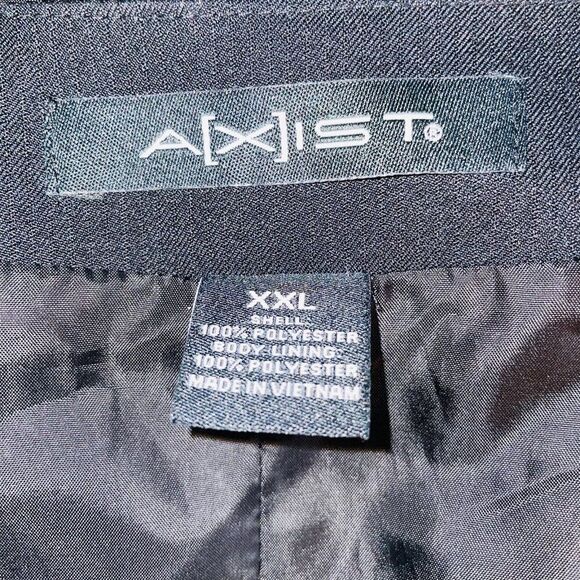 A[X]IST®
XXL
SHELL
100% POLYESTER
BODY LINING:
100% POLYESTER
MADE IN VIETNAM